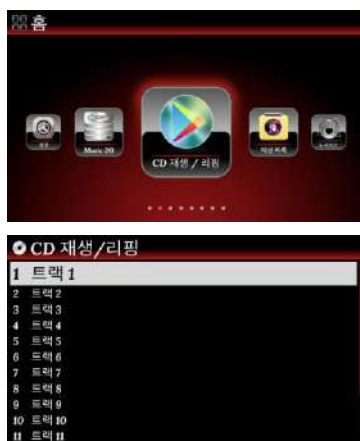 홈
Music DB
CD 재생 / 리핑
CD 재생/리핑
1 트랙 1
2 트랙 2
3 트랙 3
4 트랙 4
5 트랙 5
6 트랙 6
7 트랙 7
8 트랙 8
9 트랙 9
10 트랙 10
11 트랙 11